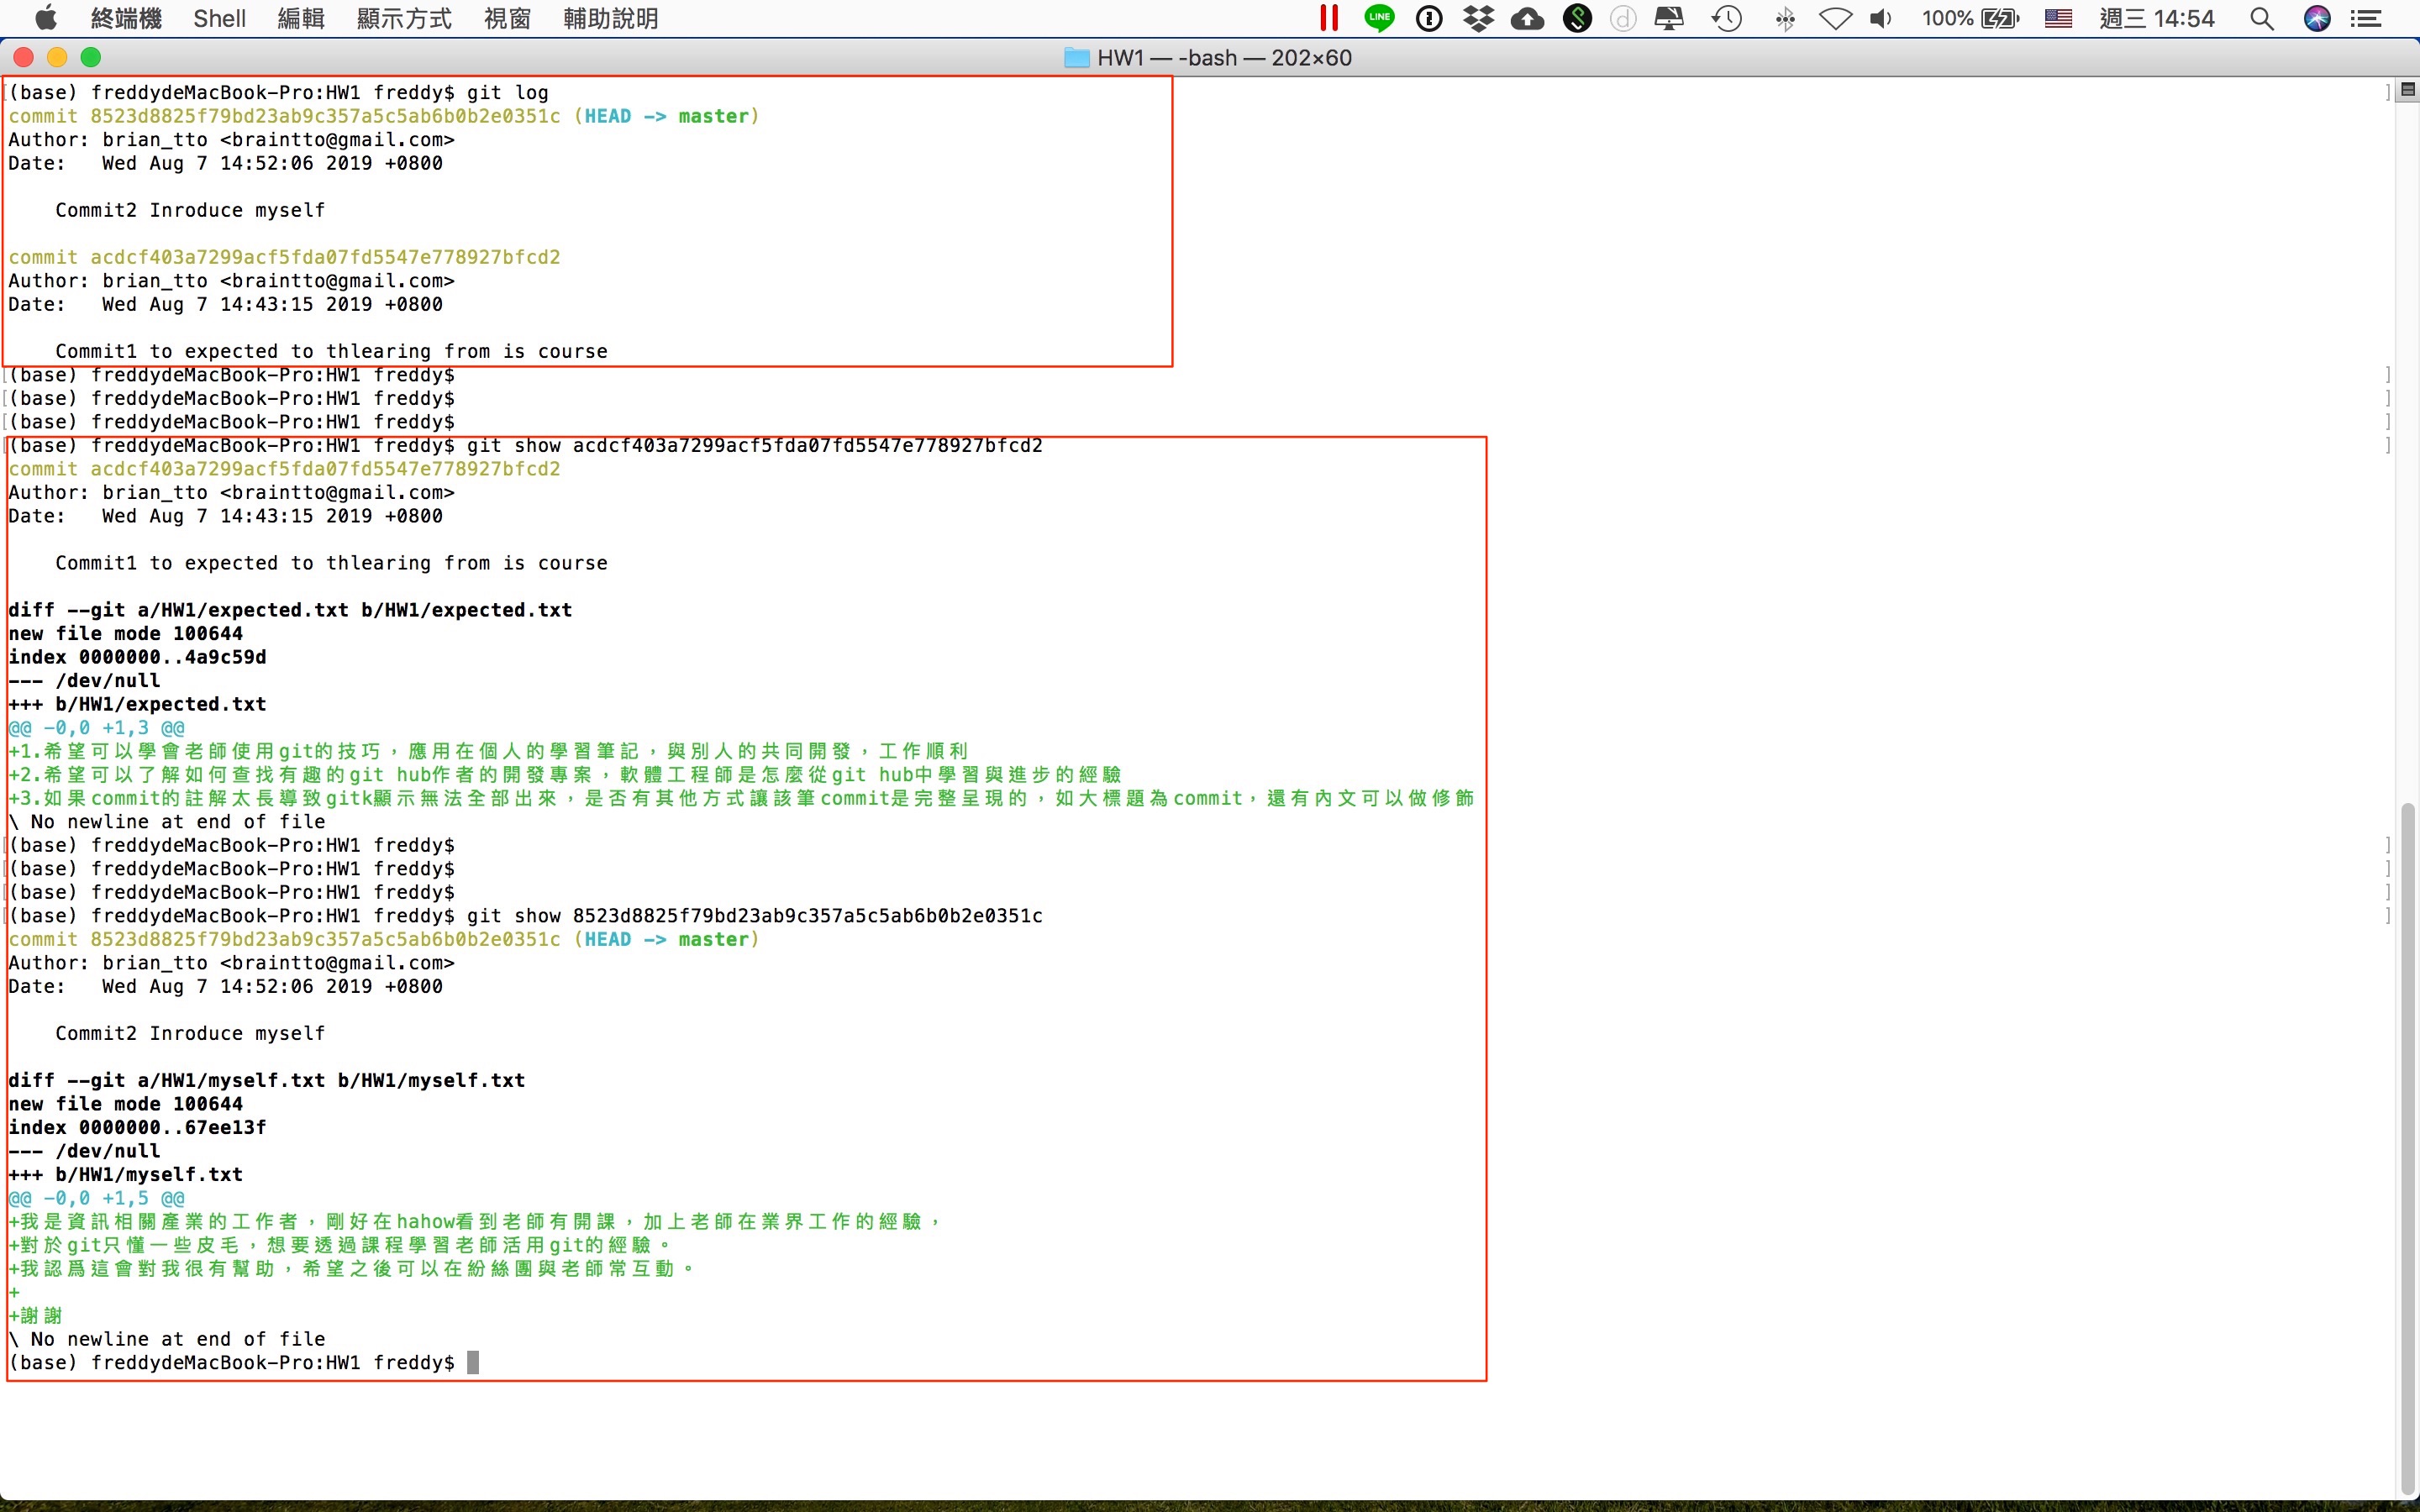 終端機 Shell 編輯 顯示方式 視窗 輔助說明 LINE 100% 週三 14:54
HW1 — -bash — 202×60
(base) freddydeMacBook-Pro:HW1 freddy$ git log
commit 8523d8825f79bd23ab9c357a5c5ab6b0b2e0351c (HEAD -> master)
Author: brian_tto <braintto@gmail.com>
Date:   Wed Aug 7 14:52:06 2019 +0800
    Commit2 Inroduce myself
commit acdcf403a7299acf5fda07fd5547e778927bfcd2
Author: brian_tto <braintto@gmail.com>
Date:   Wed Aug 7 14:43:15 2019 +0800
    Commit1 to expected to thlearing from is course
(base) freddydeMacBook-Pro:HW1 freddy$
(base) freddydeMacBook-Pro:HW1 freddy$
(base) freddydeMacBook-Pro:HW1 freddy$
(base) freddydeMacBook-Pro:HW1 freddy$ git show acdcf403a7299acf5fda07fd5547e778927bfcd2
commit acdcf403a7299acf5fda07fd5547e778927bfcd2
Author: brian_tto <braintto@gmail.com>
Date:   Wed Aug 7 14:43:15 2019 +0800
    Commit1 to expected to thlearing from is course
diff --git a/HW1/expected.txt b/HW1/expected.txt
new file mode 100644
index 0000000..4a9c59d
--- /dev/null
+++ b/HW1/expected.txt
@@ -0,0 +1,3 @@
+1.希望可以學會老師使用git的技巧，應用在個人的學習筆記，與別人的共同開發，工作順利
+2.希望可以了解如何查找有趣的git hub作者的開發專案，軟體工程師是怎麼從git hub中學習與進步的經驗
+3.如果commit的註解太長導致gitk顯示無法全部出來，是否有其他方式讓該筆commit是完整呈現的，如大標題為commit，還有內文可以做修飾
\ No newline at end of file
(base) freddydeMacBook-Pro:HW1 freddy$
(base) freddydeMacBook-Pro:HW1 freddy$
(base) freddydeMacBook-Pro:HW1 freddy$
(base) freddydeMacBook-Pro:HW1 freddy$ git show 8523d8825f79bd23ab9c357a5c5ab6b0b2e0351c
commit 8523d8825f79bd23ab9c357a5c5ab6b0b2e0351c (HEAD -> master)
Author: brian_tto <braintto@gmail.com>
Date:   Wed Aug 7 14:52:06 2019 +0800
    Commit2 Inroduce myself
diff --git a/HW1/myself.txt b/HW1/myself.txt
new file mode 100644
index 0000000..67ee13f
--- /dev/null
+++ b/HW1/myself.txt
@@ -0,0 +1,5 @@
+我是資訊相關產業的工作者，剛好在hahow看到老師有開課，加上老師在業界工作的經驗，
+對於git只懂一些皮毛，想要透過課程學習老師活用git的經驗。
+我認爲這會對我很有幫助，希望之後可以在紛絲團與老師常互動。
+
+謝謝
\ No newline at end of file
(base) freddydeMacBook-Pro:HW1 freddy$